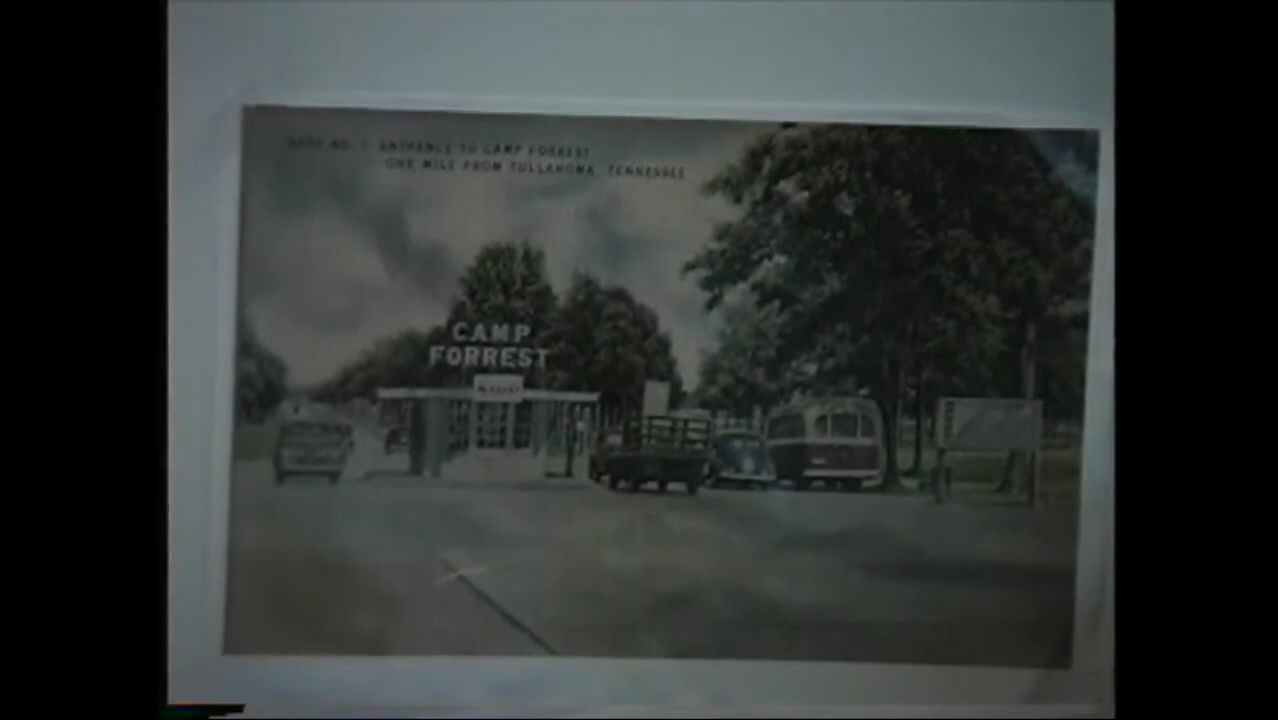 GATE NO. 1 ENTRANCE TO CAMP FORREST
ONE MILE FROM TULLAHOMA, TENNESSEE
CAMP
FORREST